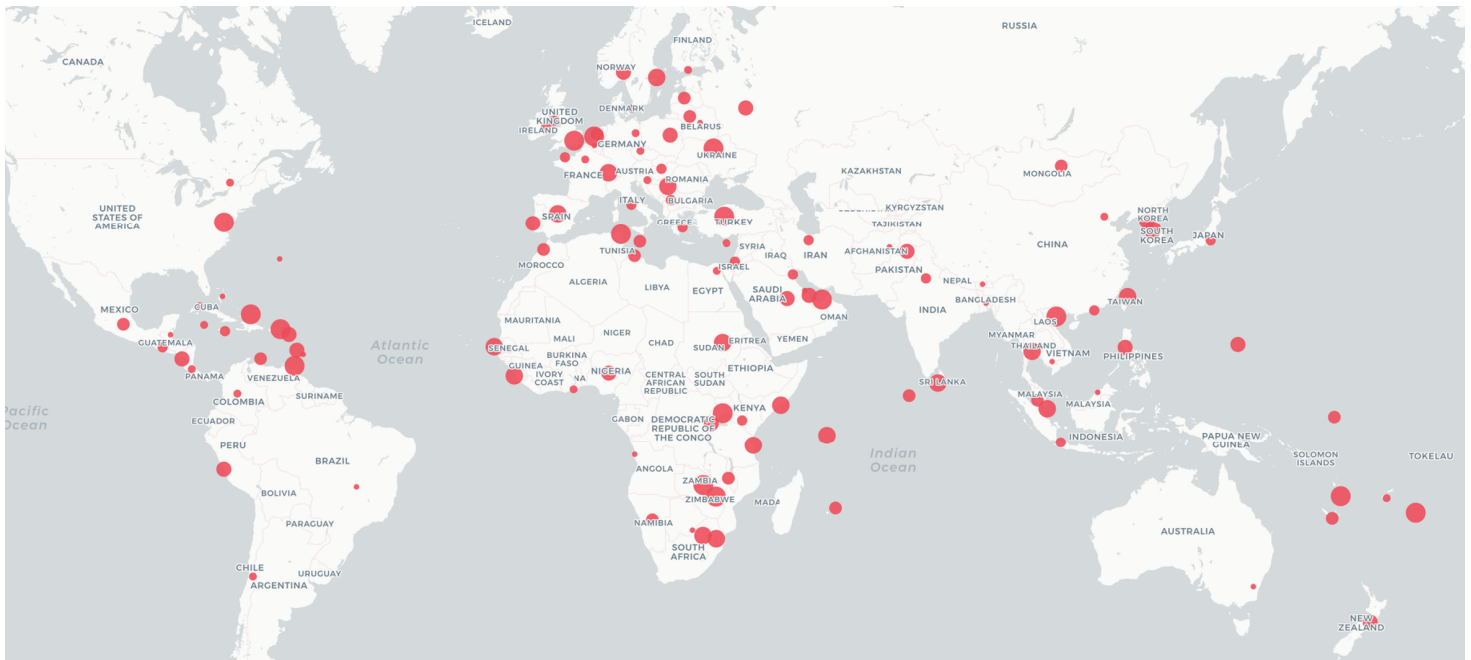 ICELAND
RUSSIA
FINLAND
CANADA
NORWAY
DENMARK
UNITED
KINGDOM
IRELAND
BELARUS
GERMANY
UKRAINE
FRANCE
AUSTRIA
ROMANIA
KAZAKHSTAN
MONGOLIA
ITALY
BULGARIA
KYRGYZSTAN
UNITED
STATES OF
AMERICA
SPAIN
GREECE
TURKEY
TAJIKISTAN
NORTH
KOREA
SOUTH
KOREA
JAPAN
CHINA
TUNISIA
SYRIA
IRAQ
IRAN
AFGHANISTAN
MOROCCO
ISRAEL
PAKISTAN
ALGERIA
LIBYA
EGYPT
SAUDI
ARABIA
NEPAL
BANGLADESH
TAIWAN
MEXICO
CUBA
OMAN
INDIA
LAOS
MAURITANIA
MALI
NIGER
CHAD
SUDAN
ERITREA
YEMEN
MYANMAR
THAILAND
VIETNAM
PHILIPPINES
GUATEMALA
Atlantic
Ocean
SENEGAL
GUINEA
BURKINA
FASO
IVORY
COAST
NA
NIGERIA
CENTRAL
AFRICAN
REPUBLIC
SOUTH
SUDAN
ETHIOPIA
PANAMA
VENEZUELA
COLOMBIA
SURINAME
SRI LANKA
MALAYSIA
MALAYSIA
Pacific
Ocean
ECUADOR
GABON
DEMOCRATIC
REPUBLIC OF
THE CONGO
KENYA
INDONESIA
PAPUA NEW
GUINEA
SOLOMON
ISLANDS
TOKELAU
PERU
BRAZIL
Indian
Ocean
ANGOLA
ZAMBIA
BOLIVIA
ZIMBABWE
MADA
PARAGUAY
NAMIBIA
AUSTRALIA
SOUTH
AFRICA
CHILE
URUGUAY
ARGENTINA
NEW
ZEALAND